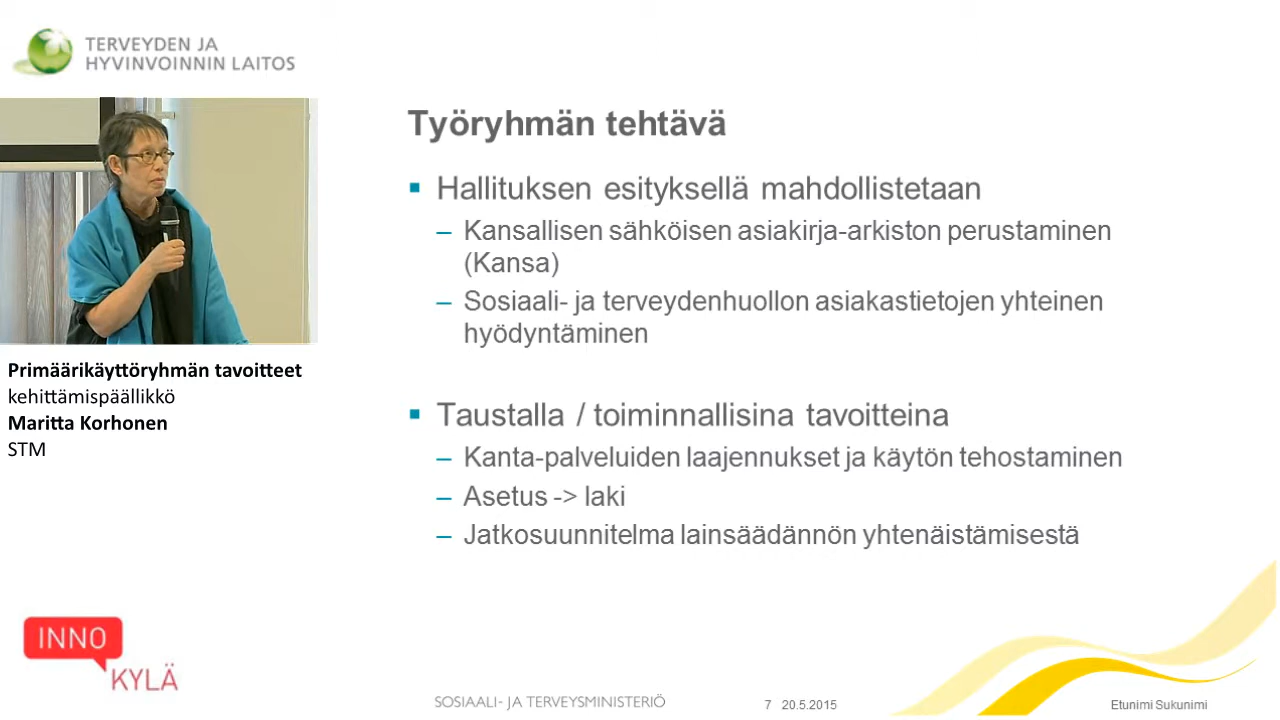 TERVEYDEN JA
HYVINVOINNIN LAITOS
Työryhmän tehtävä
Hallituksen esityksellä mahdollistetaan
– Kansallisen sähköisen asiakirja-arkiston perustaminen
(Kansa)
– Sosiaali- ja terveydenhuollon asiakastietojen yhteinen
hyödyntäminen
Primäärikäyttöryhmän tavoitteet
kehittämispäällikkö
Maritta Korhonen
STM
Taustalla / toiminnallisina tavoitteina
– Kanta-palveluiden laajennukset ja käytön tehostaminen
– Asetus -> laki
– Jatkosuunnitelma lainsäädännön yhtenäistämisestä
INNO
KYLÄ
SOSIAALI- JA TERVEYSMINISTERIÖ
7 20.5.2015
Etunimi Sukunimi